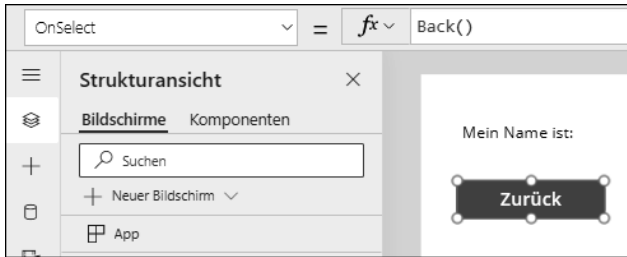 OnSelect = fx Back()
Strukturansicht
Bildschirme Komponenten
Suchen
Neuer Bildschirm
App
Mein Name ist:
Zurück